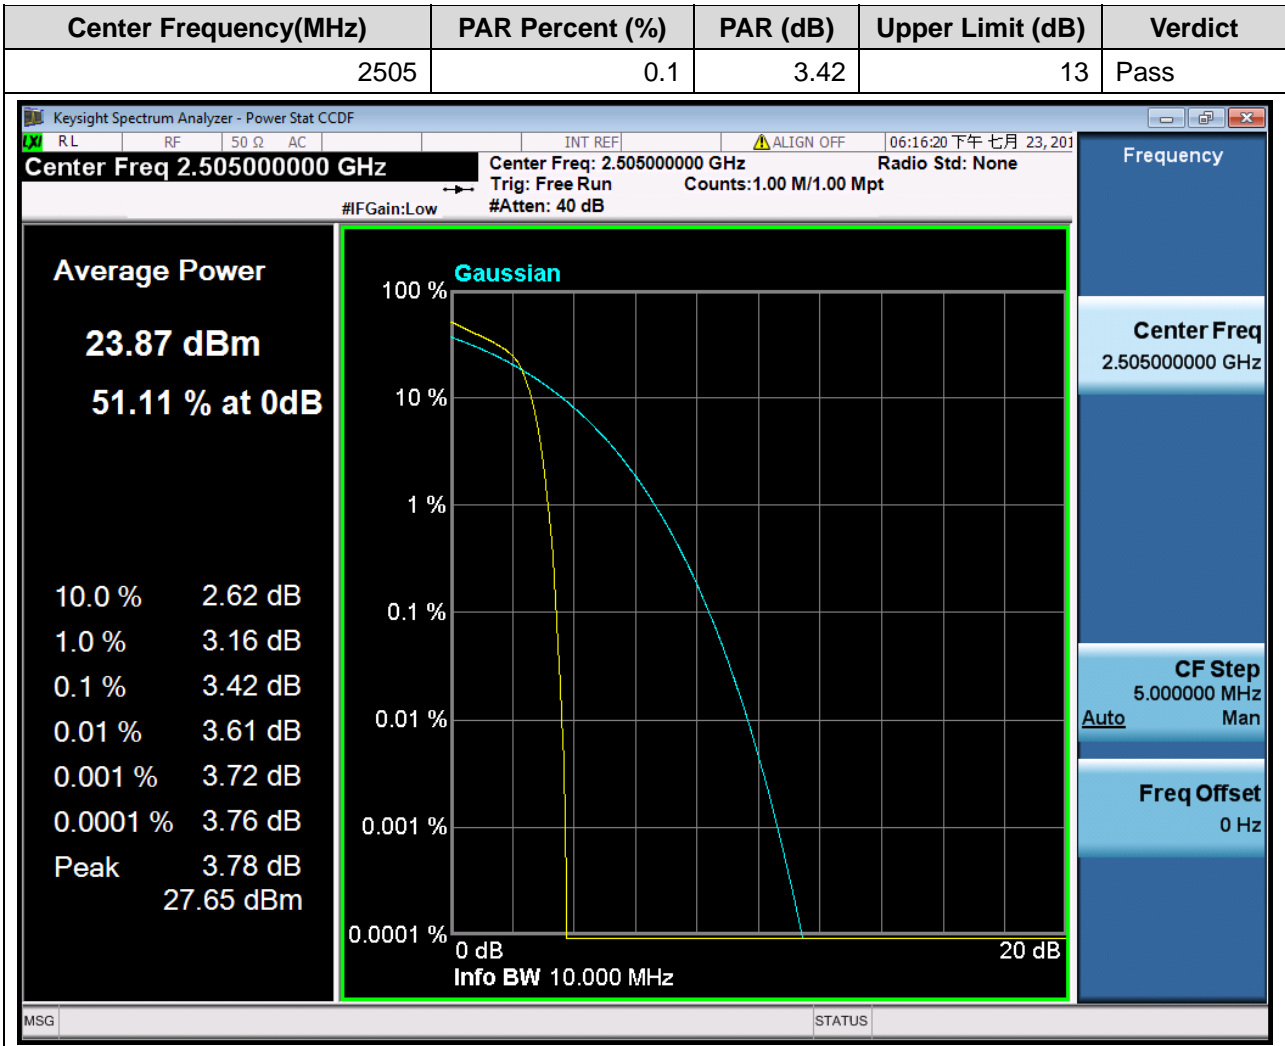 Center Frequency(MHz) PAR Percent (%) PAR (dB) Upper Limit (dB) Verdict
2505 0.1 3.42 13 Pass
Keysight Spectrum Analyzer - Power Stat CCDF
LXI RL RF 50 Ω AC INT REF ALIGN OFF 06:16:20 下午 七月 23, 201
Center Freq 2.505000000 GHz
Center Freq: 2.505000000 GHz Radio Std: None
Trig: Free Run Counts:1.00 M/1.00 Mpt
#IFGain:Low #Atten: 40 dB
Frequency
Average Power
23.87 dBm
51.11 % at 0dB
10.0 % 2.62 dB
1.0 % 3.16 dB
0.1 % 3.42 dB
0.01 % 3.61 dB
0.001 % 3.72 dB
0.0001 % 3.76 dB
Peak 3.78 dB
27.65 dBm
Gaussian
100 %
10 %
1 %
0.1 %
0.01 %
0.001 %
0.0001 %
0 dB 20 dB
Info BW 10.000 MHz
Center Freq
2.505000000 GHz
CF Step
5.000000 MHz
Auto Man
Freq Offset
0 Hz
MSG STATUS